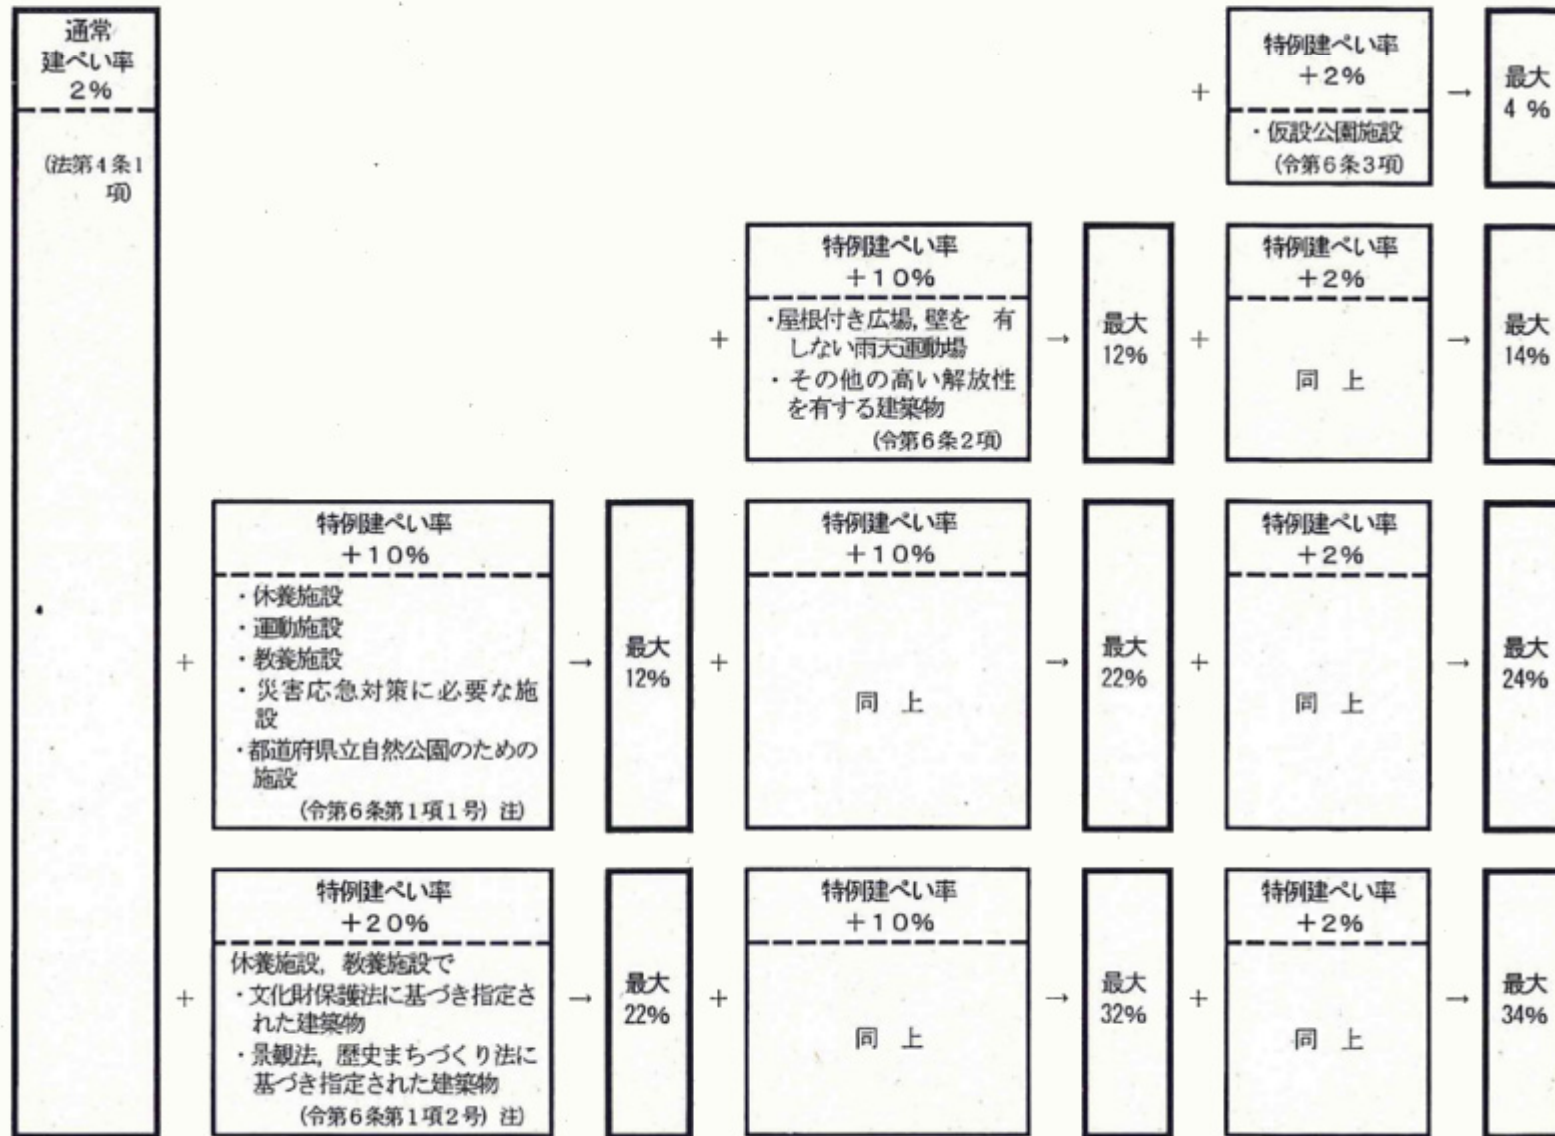 通常
建ぺい率
2%
(法第4条1
項)
+
特例建ぺい率
+2%
・仮設公園施設
(令第6条3項)
→
最大
4 %
+
特例建ぺい率
+10%
・屋根付き広場, 壁を 有
しない雨天運動場
・その他の高い解放性
を有する建築物
(令第6条2項)
→
最大
12%
+
特例建ぺい率
+2%
同 上
→
最大
14%
+
特例建ぺい率
+10%
・休養施設
・運動施設
・教養施設
・災害応急対策に必要な施
設
・都道府県立自然公園のための
施設
(令第6条第1項1号) 注)
→
最大
12%
+
特例建ぺい率
+10%
同 上
→
最大
22%
+
特例建ぺい率
+2%
同 上
→
最大
24%
+
特例建ぺい率
+20%
休養施設, 教養施設で
・文化財保護法に基づき指定さ
れた建築物
・景観法, 歴史まちづくり法に
基づき指定された建築物
(令第6条第1項2号) 注)
→
最大
22%
+
特例建ぺい率
+10%
同 上
→
最大
32%
+
特例建ぺい率
+2%
同 上
→
最大
34%